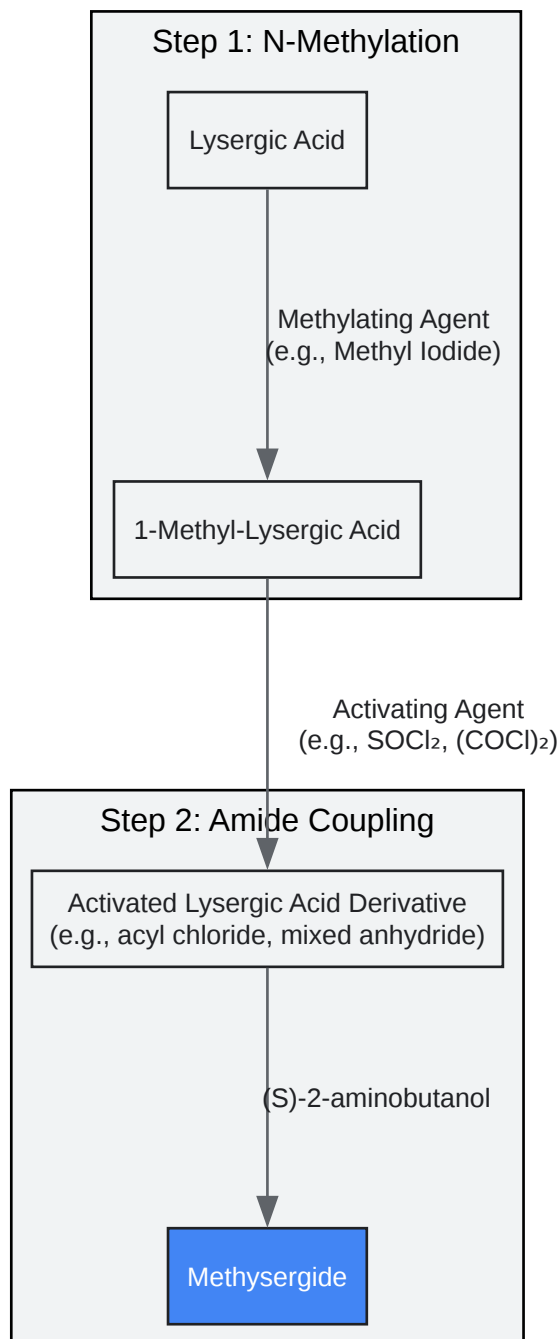 Step 1: N-Methylation
Lysergic Acid
Methylating Agent
(e.g., Methyl Iodide)
1-Methyl-Lysergic Acid
Activating Agent
(e.g., SOCl₂, (COCl)₂)
Step 2: Amide Coupling
Activated Lysergic Acid Derivative
(e.g., acyl chloride, mixed anhydride)
(S)-2-aminobutanol
Methysergide